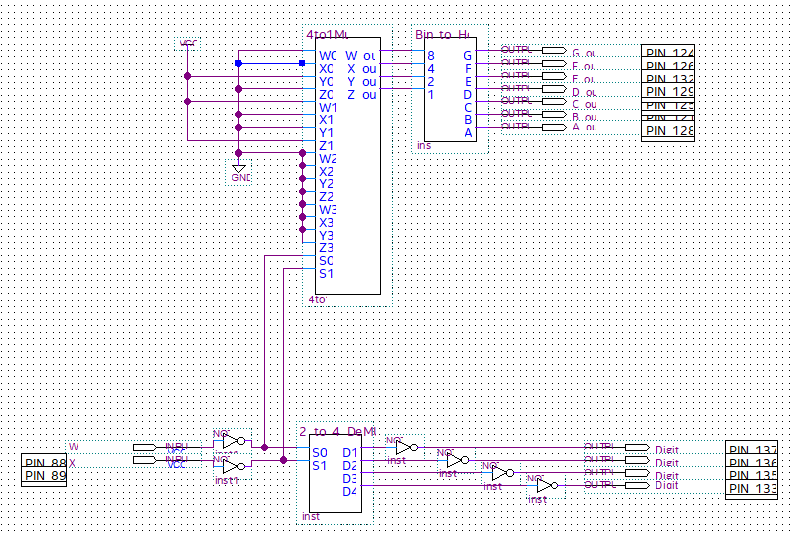 VCC
4to1Mu
Bin to H
W0 W ou
X0 X ou
Y0 Y ou
Z0 Z ou
W1
X1
Y1
Z1
W2
X2
Y2
Z2
W3
X3
Y3
Z3
S0
S1
4to
GND
8 G
4 F
2 E
1 D
C
B
A
ins
OUTPU G ou PIN 124
OUTPU F ou PIN 126
OUTPU E ou PIN 132
OUTPU D ou PIN 129
OUTPU C ou PIN 125
OUTPU B ou
OUTPU A ou PIN 128
W INPU
VCC
X INPU
VCC
PIN 88
PIN 89
NO
NO
inst1
2 to 4 DeM
S0 D1
S1 D2
D3
D4
inst
NO
inst
NO
inst
NO
inst
NO
inst
OUTPU Digit PIN 137
OUTPU Digit PIN 136
OUTPU Digit PIN 135
OUTPU Digit PIN 133